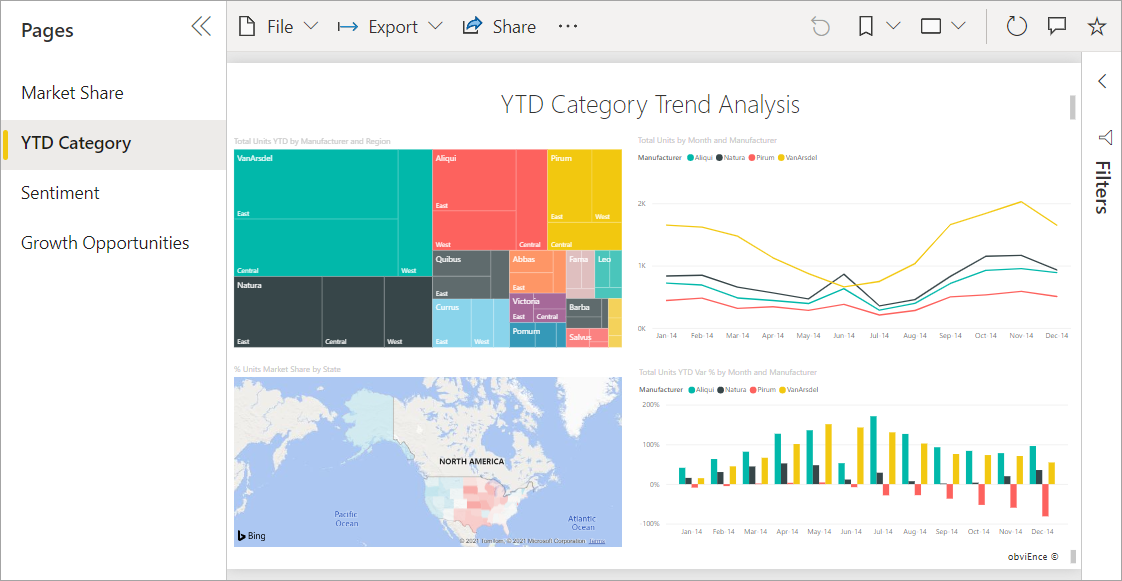 Pages
Market Share
YTD Category
Sentiment
Growth Opportunities
File
Export
Share
Filters
YTD Category Trend Analysis
Total Units YTD by Manufacturer and Region
VanArsdel
East
Central
West
Natura
East
Central
West
Aliqui
East
West
Central
Pirum
East
West
Central
Quibus
East
Currus
East
West
Abbas
East
Victoria
East
Central
Pomum
Fama
Leo
Barba
Salvus
Total Units by Month and Manufacturer
Manufacturer Aliqui Natura Pirum VanArsdel
2K
1K
0K
Jan-14 Feb-14 Mar-14 Apr-14 May-14 Jun-14 Jul-14 Aug-14 Sep-14 Oct-14 Nov-14 Dec-14
% Units Market Share by State
NORTH AMERICA
Pacific
Ocean
Atlantic
Ocean
Bing
© 2021 TomTom, © 2021 Microsoft Corporation Terms
Total Units YTD Var % by Month and Manufacturer
Manufacturer Aliqui Natura Pirum VanArsdel
200%
100%
0%
-100%
Jan-14 Feb-14 Mar-14 Apr-14 May-14 Jun-14 Jul-14 Aug-14 Sep-14 Oct-14 Nov-14 Dec-14
obviEnce ©